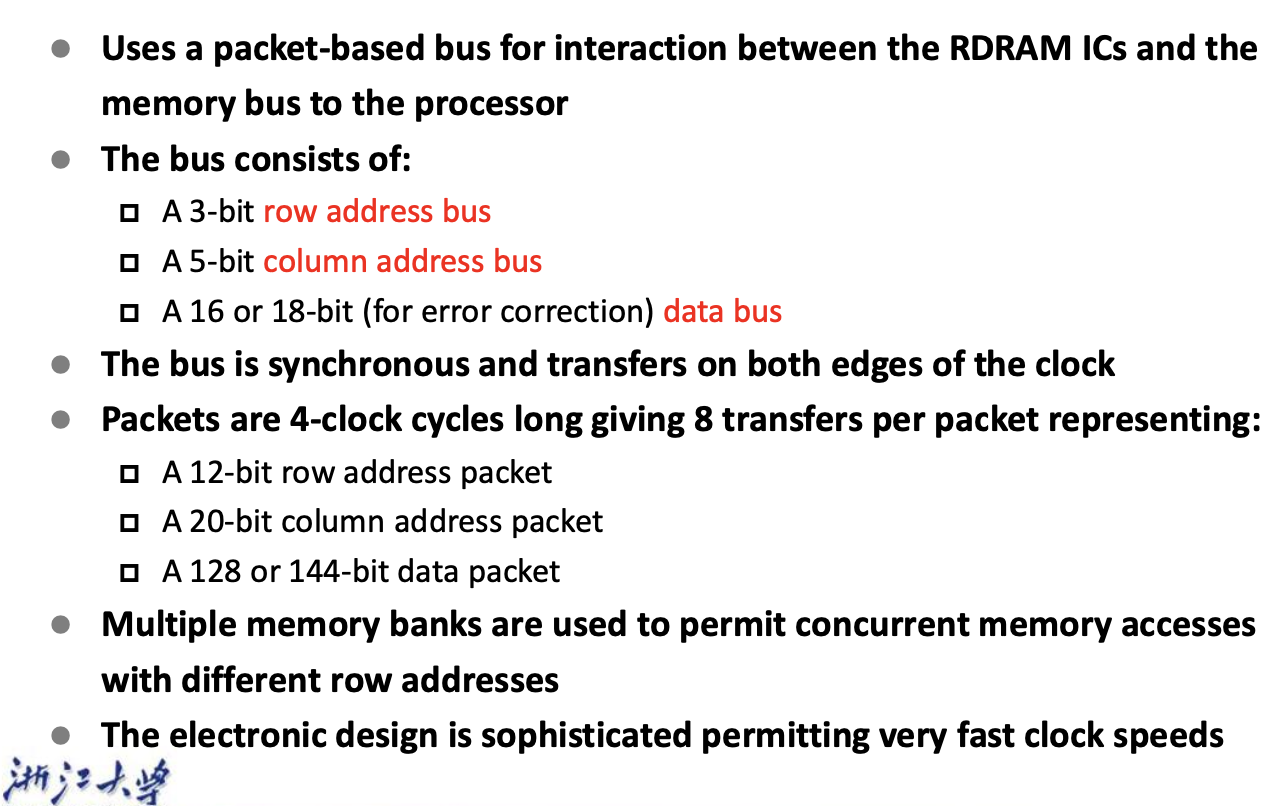 Uses a packet-based bus for interaction between the RDRAM ICs and the
memory bus to the processor
The bus consists of:
A 3-bit row address bus
A 5-bit column address bus
A 16 or 18-bit (for error correction) data bus
The bus is synchronous and transfers on both edges of the clock
Packets are 4-clock cycles long giving 8 transfers per packet representing:
A 12-bit row address packet
A 20-bit column address packet
A 128 or 144-bit data packet
Multiple memory banks are used to permit concurrent memory accesses
with different row addresses
The electronic design is sophisticated permitting very fast clock speeds
浙江大学